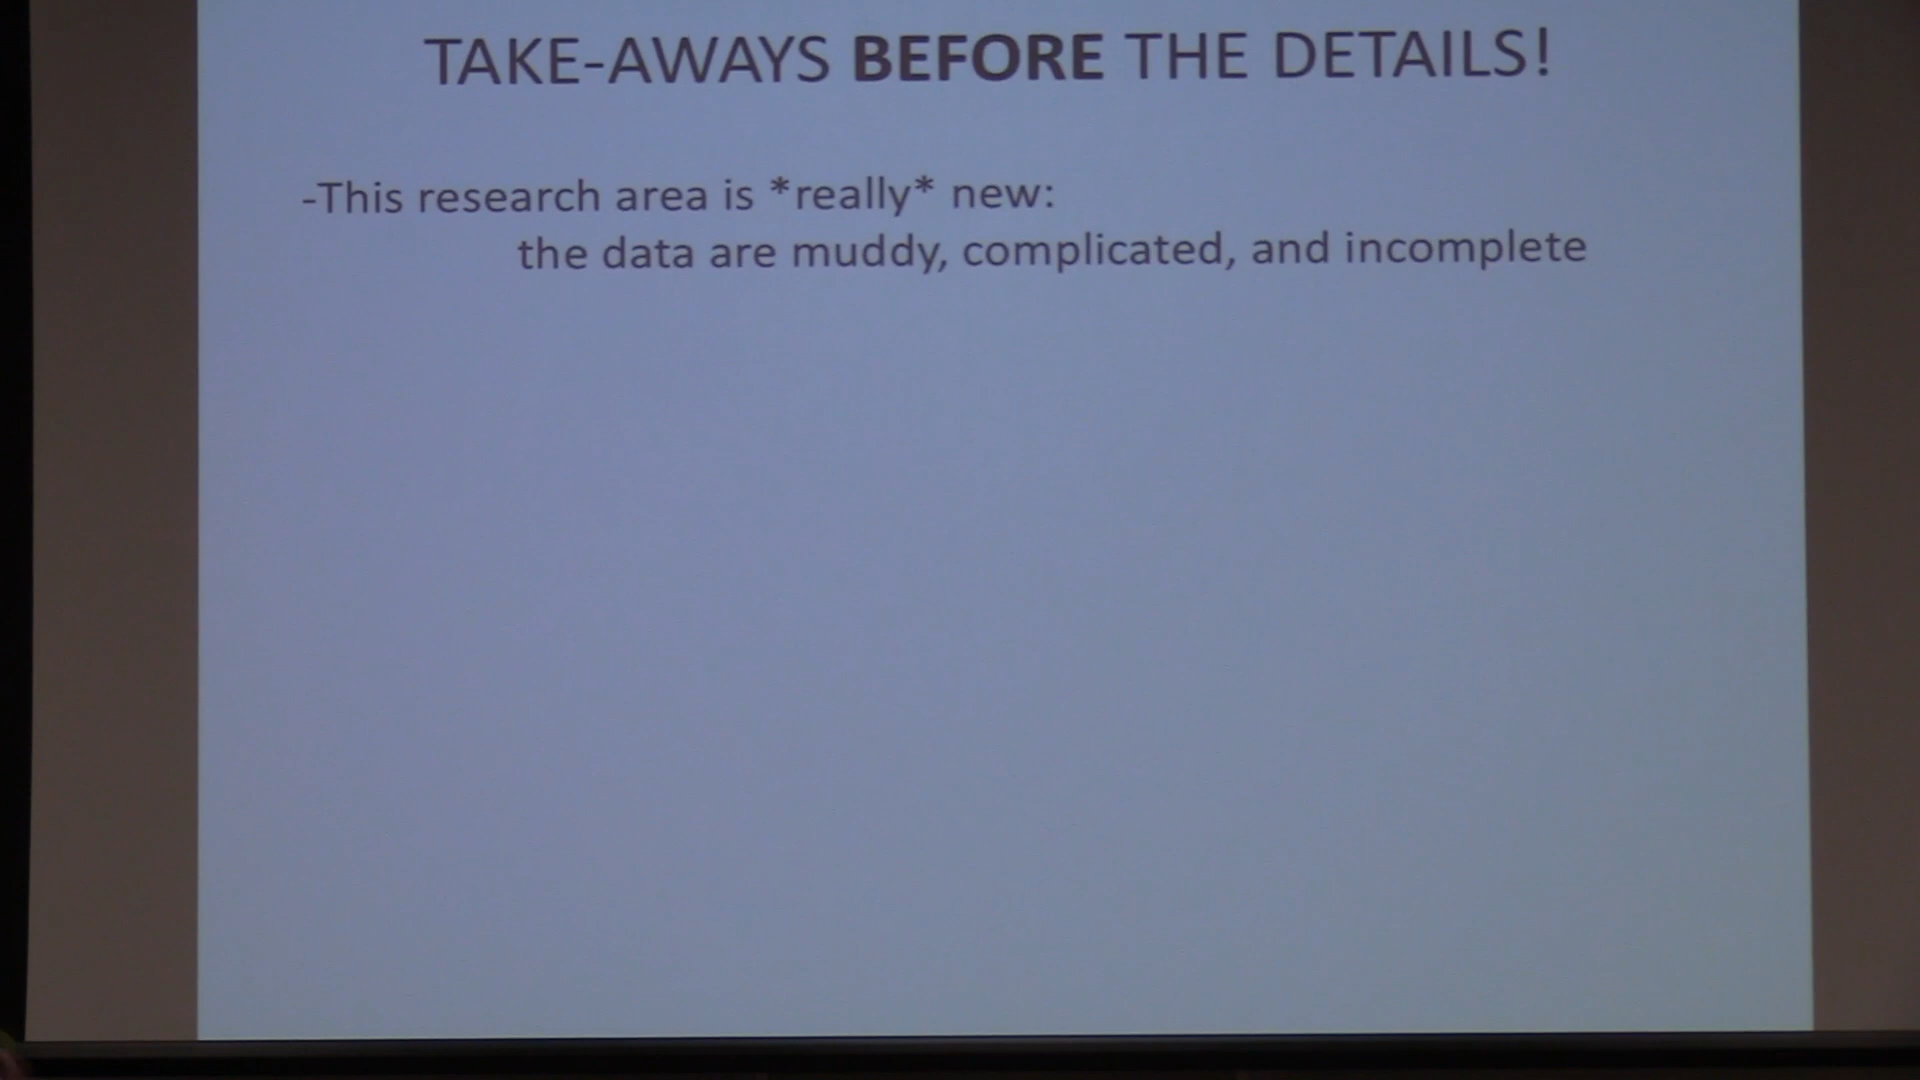 TAKE-AWAYS BEFORE THE DETAILS!
-This research area is *really* new:
the data are muddy, complicated, and incomplete